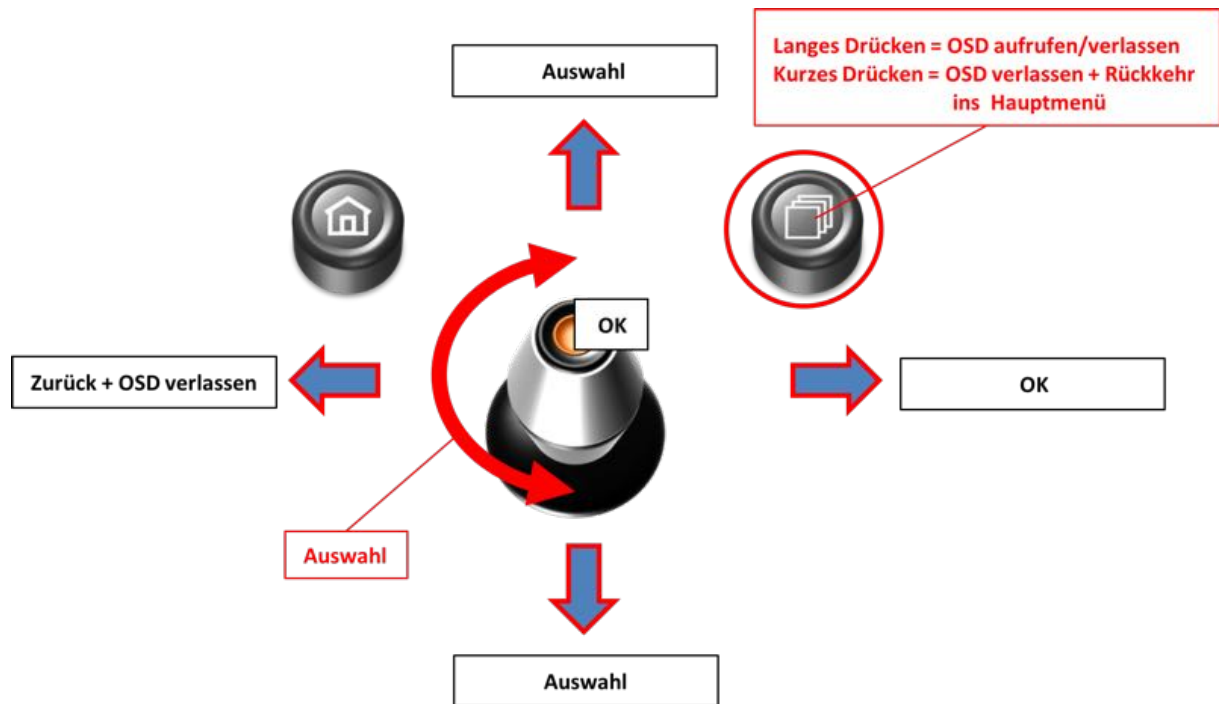 Auswahl
Langes Drücken = OSD aufrufen/verlassen
Kurzes Drücken = OSD verlassen + Rückkehr
ins Hauptmenü
OK
Zurück + OSD verlassen
OK
Auswahl
Auswahl